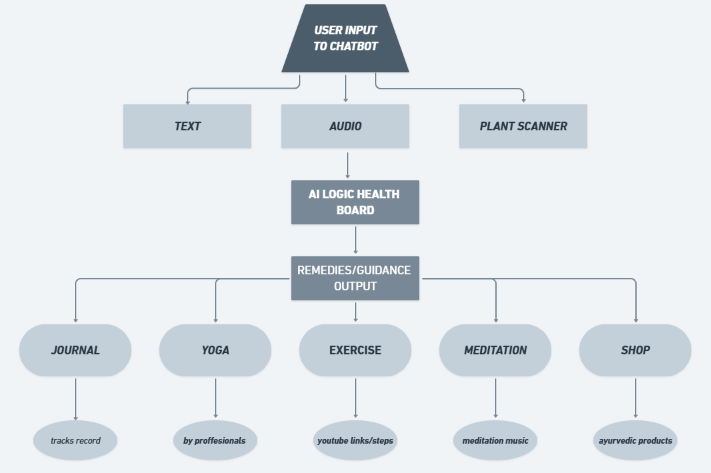 USER INPUT
TO CHATBOT
TEXT
AUDIO
PLANT SCANNER
AI LOGIC HEALTH
BOARD
REMEDIES/GUIDANCE
OUTPUT
JOURNAL
YOGA
EXERCISE
MEDITATION
SHOP
tracks record
by proffesionals
youtube links/steps
meditation music
ayurvedic products